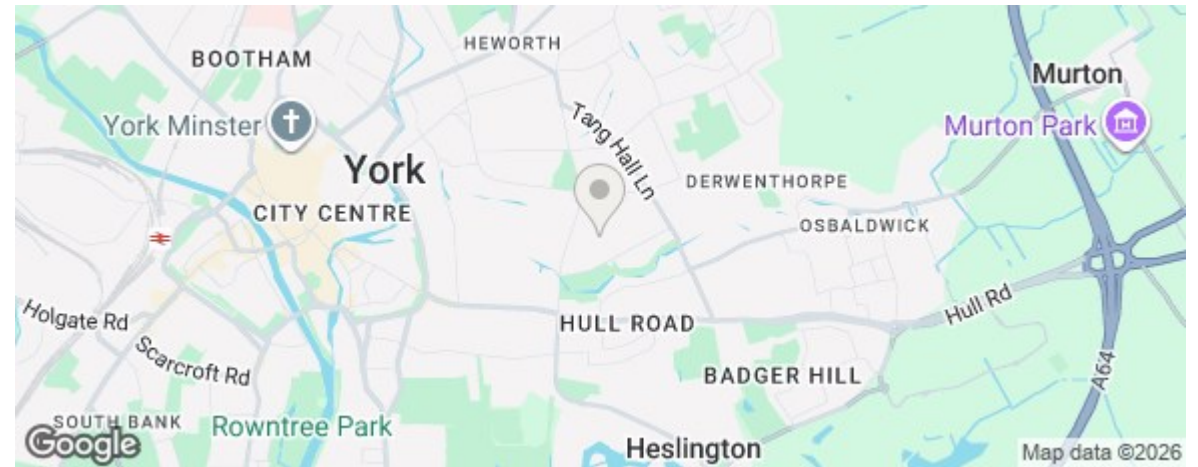 HEWORTH
BOOTHAM
Murton
York Minster
Tang Hall Ln
Murton Park
York
DERWENTHORPE
CITY CENTRE
OSBALDWICK
Holgate Rd
Hull Rd
HULL ROAD
Scarcroft Rd
BADGER HILL
A64
SOUTH BANK
Rowntree Park
Google
Heslington
Map data ©2026